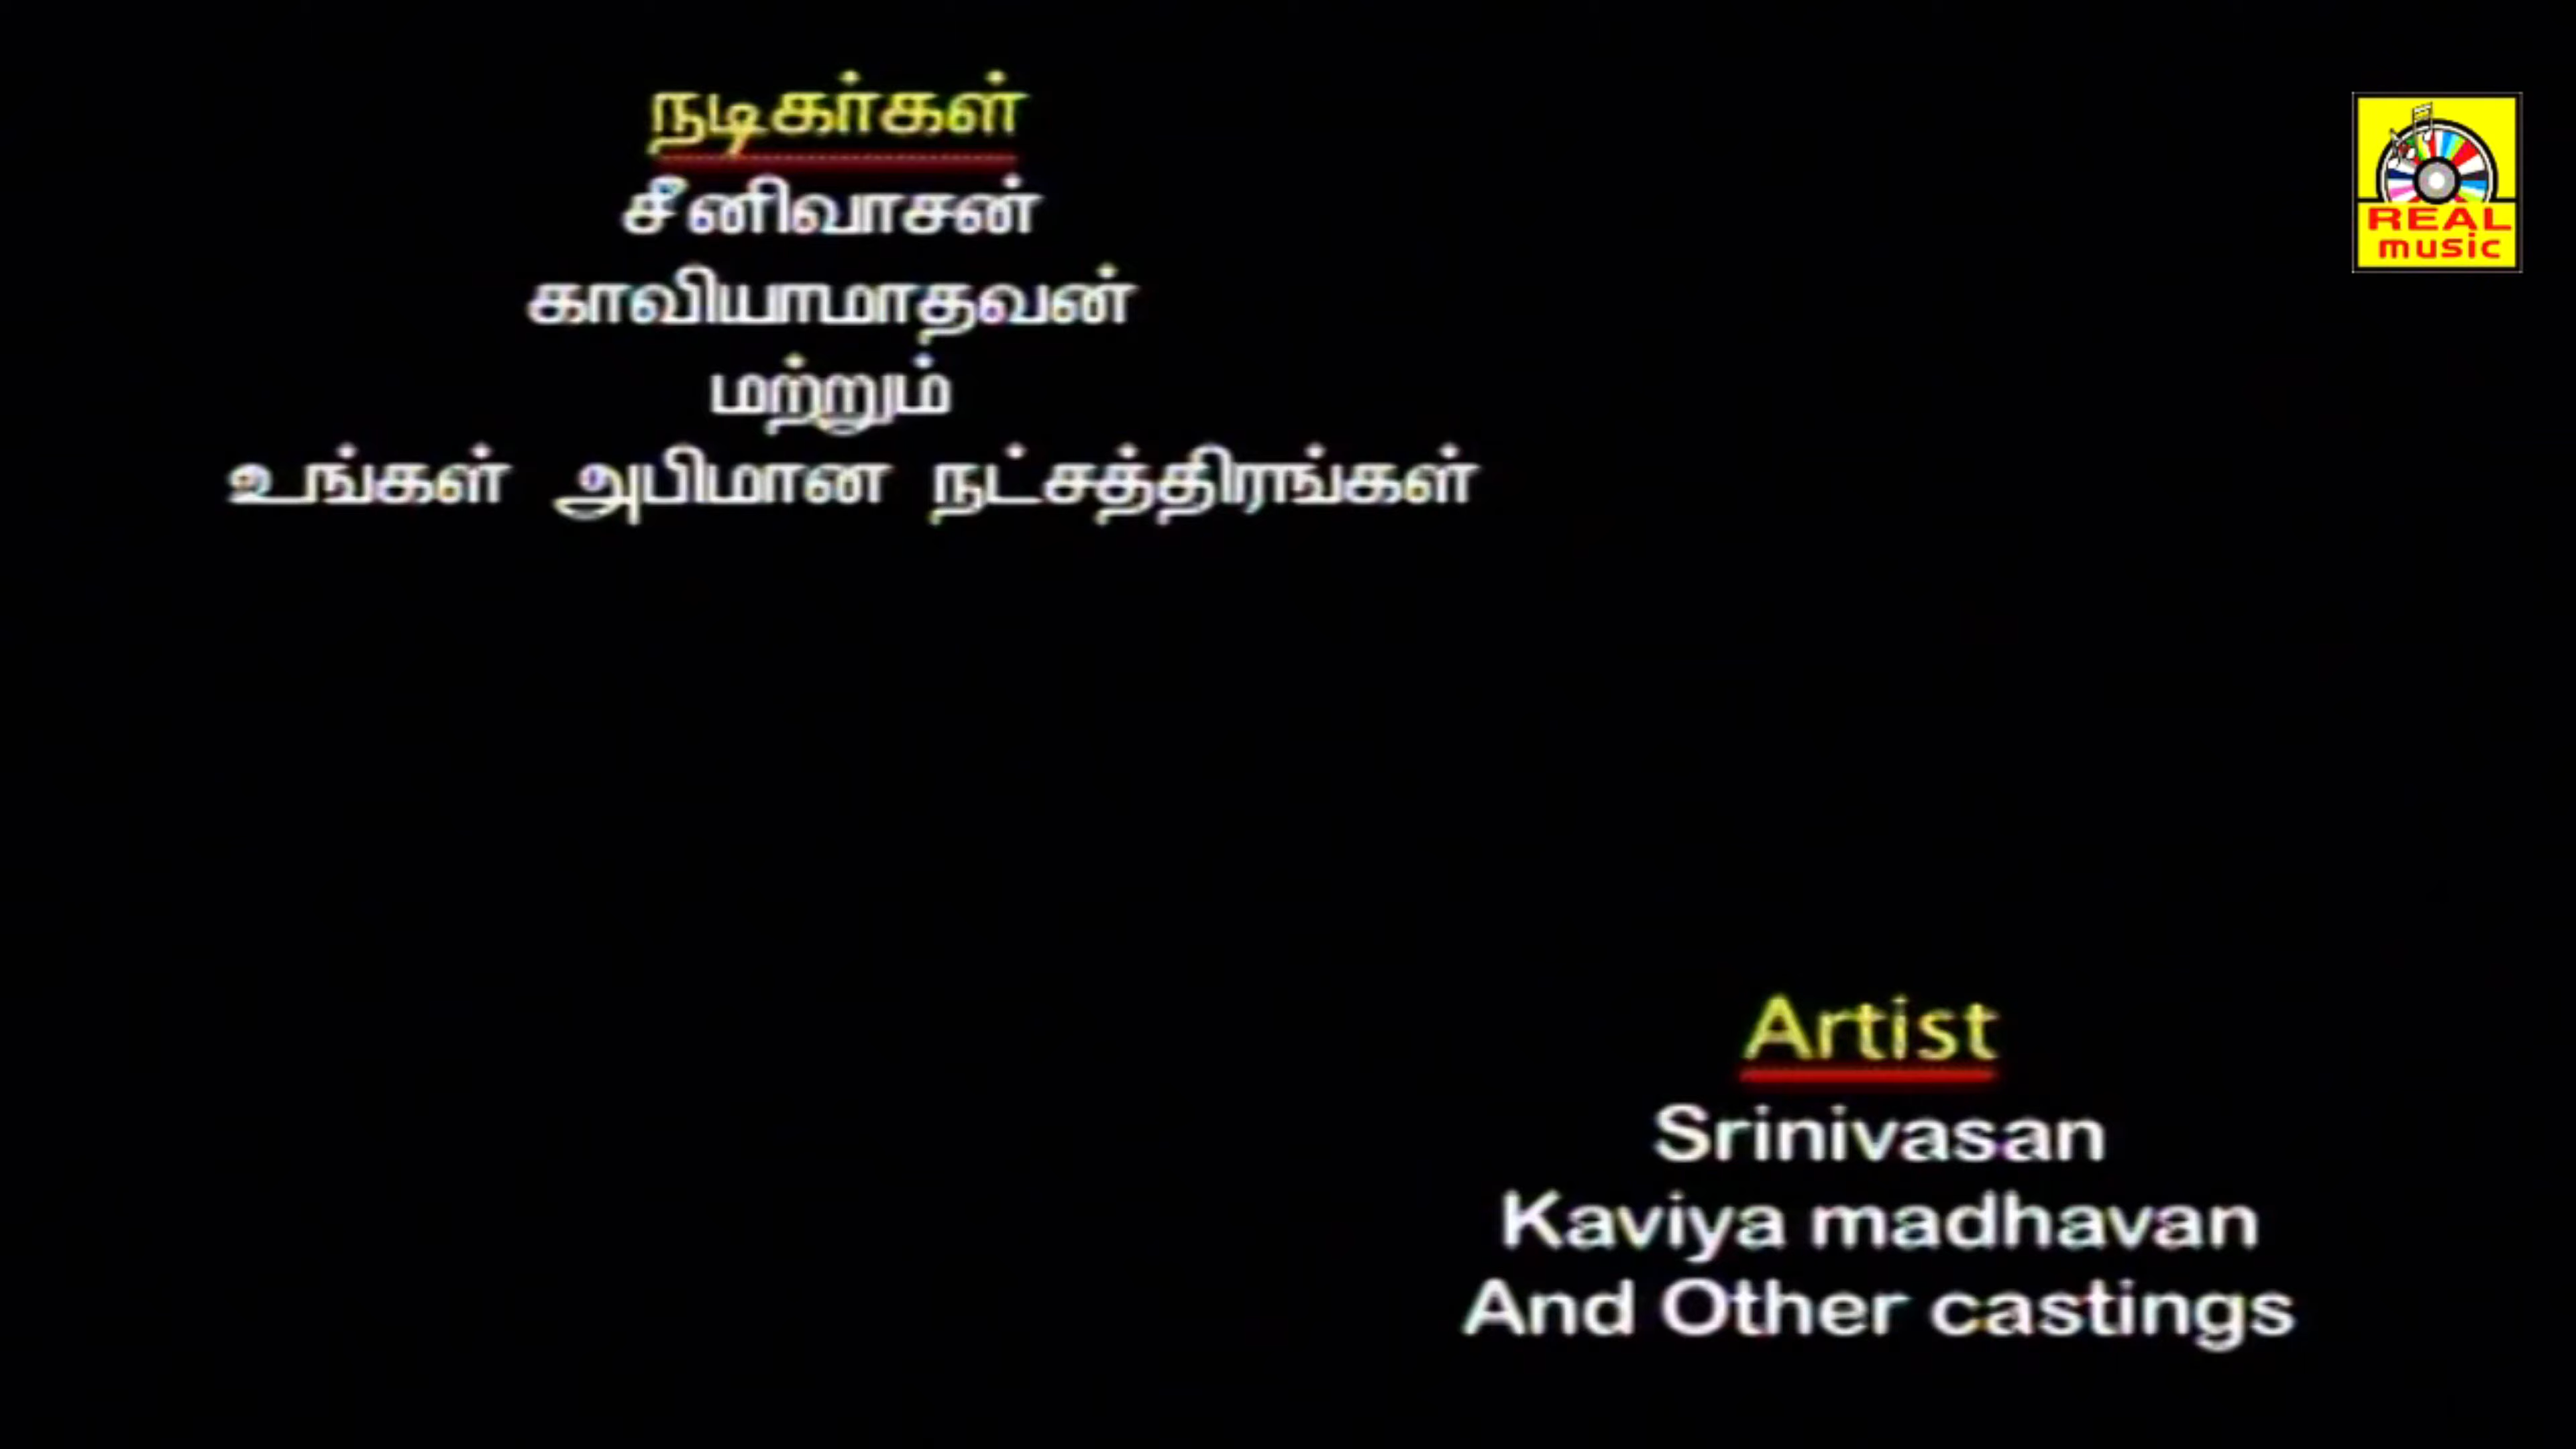 நடிகர்கள்
சீனிவாசன்
காவியாமாதவன்
மற்றும்
உங்கள் அபிமான நட்சத்திரங்கள்
REAL
music
Artist
Srinivasan
Kaviya madhavan
And Other castings